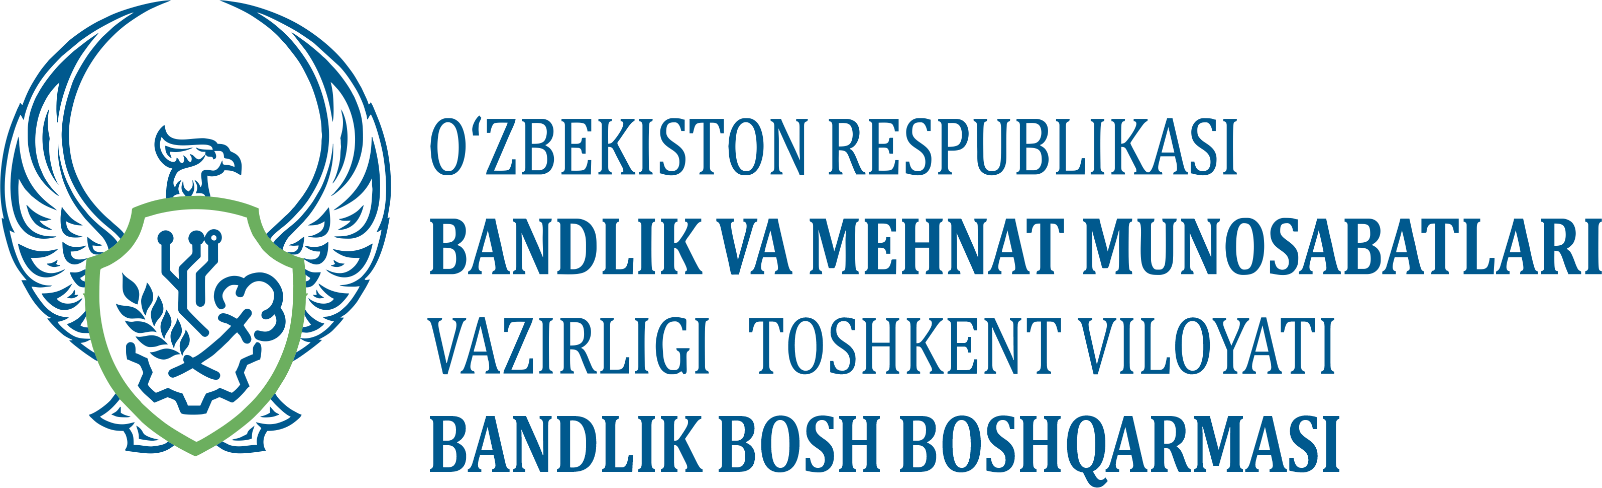 O‘ZBEKISTON RESPUBLIKASI
BANDLIK VA MEHNAT MUNOSABATLARI
VAZIRLIGI TOSHKENT VILOYATI
BANDLIK BOSH BOSHQARMASI